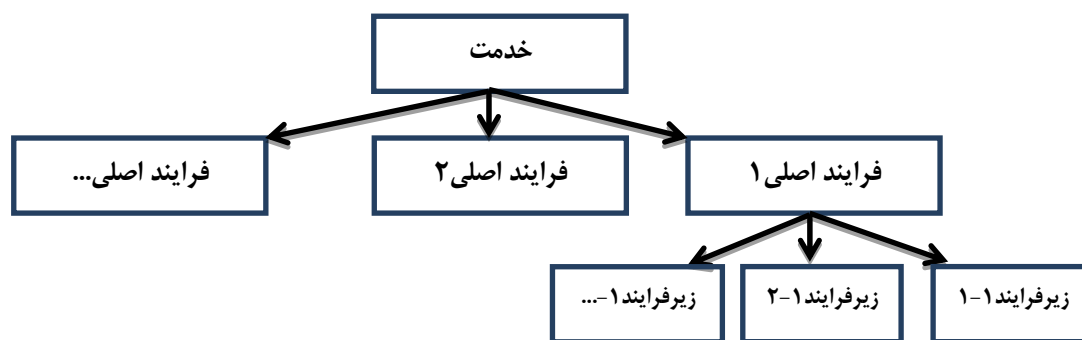 خدمت
فرایند اصلی۱
فرایند اصلی۲
فرایند اصلی...
زیرفرایند۱-۱
زیرفرایند۱-۲
زیرفرایند۱-...